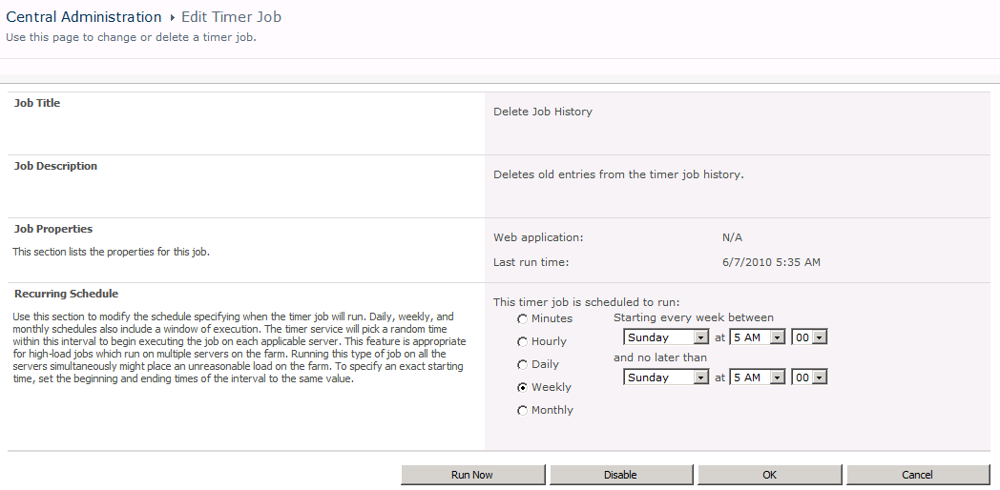 Central Administration ▸ Edit Timer Job
Use this page to change or delete a timer job.
Job Title
Delete Job History
Job Description
Deletes old entries from the timer job history.
Job Properties
This section lists the properties for this job.
Web application: N/A
Last run time: 6/7/2010 5:35 AM
Recurring Schedule
Use this section to modify the schedule specifying when the timer job will run. Daily, weekly, and
monthly schedules also include a window of execution. The timer service will pick a random time
within this interval to begin executing the job on each applicable server. This feature is appropriate
for high-load jobs which run on multiple servers on the farm. Running this type of job on all the
servers simultaneously might place an unreasonable load on the farm. To specify an exact starting
time, set the beginning and ending times of the interval to the same value.
This timer job is scheduled to run:
Minutes
Hourly
Daily
Weekly
Monthly
Starting every week between
Sunday at 5 AM 00
and no later than
Sunday at 5 AM 00
Run Now
Disable
OK
Cancel